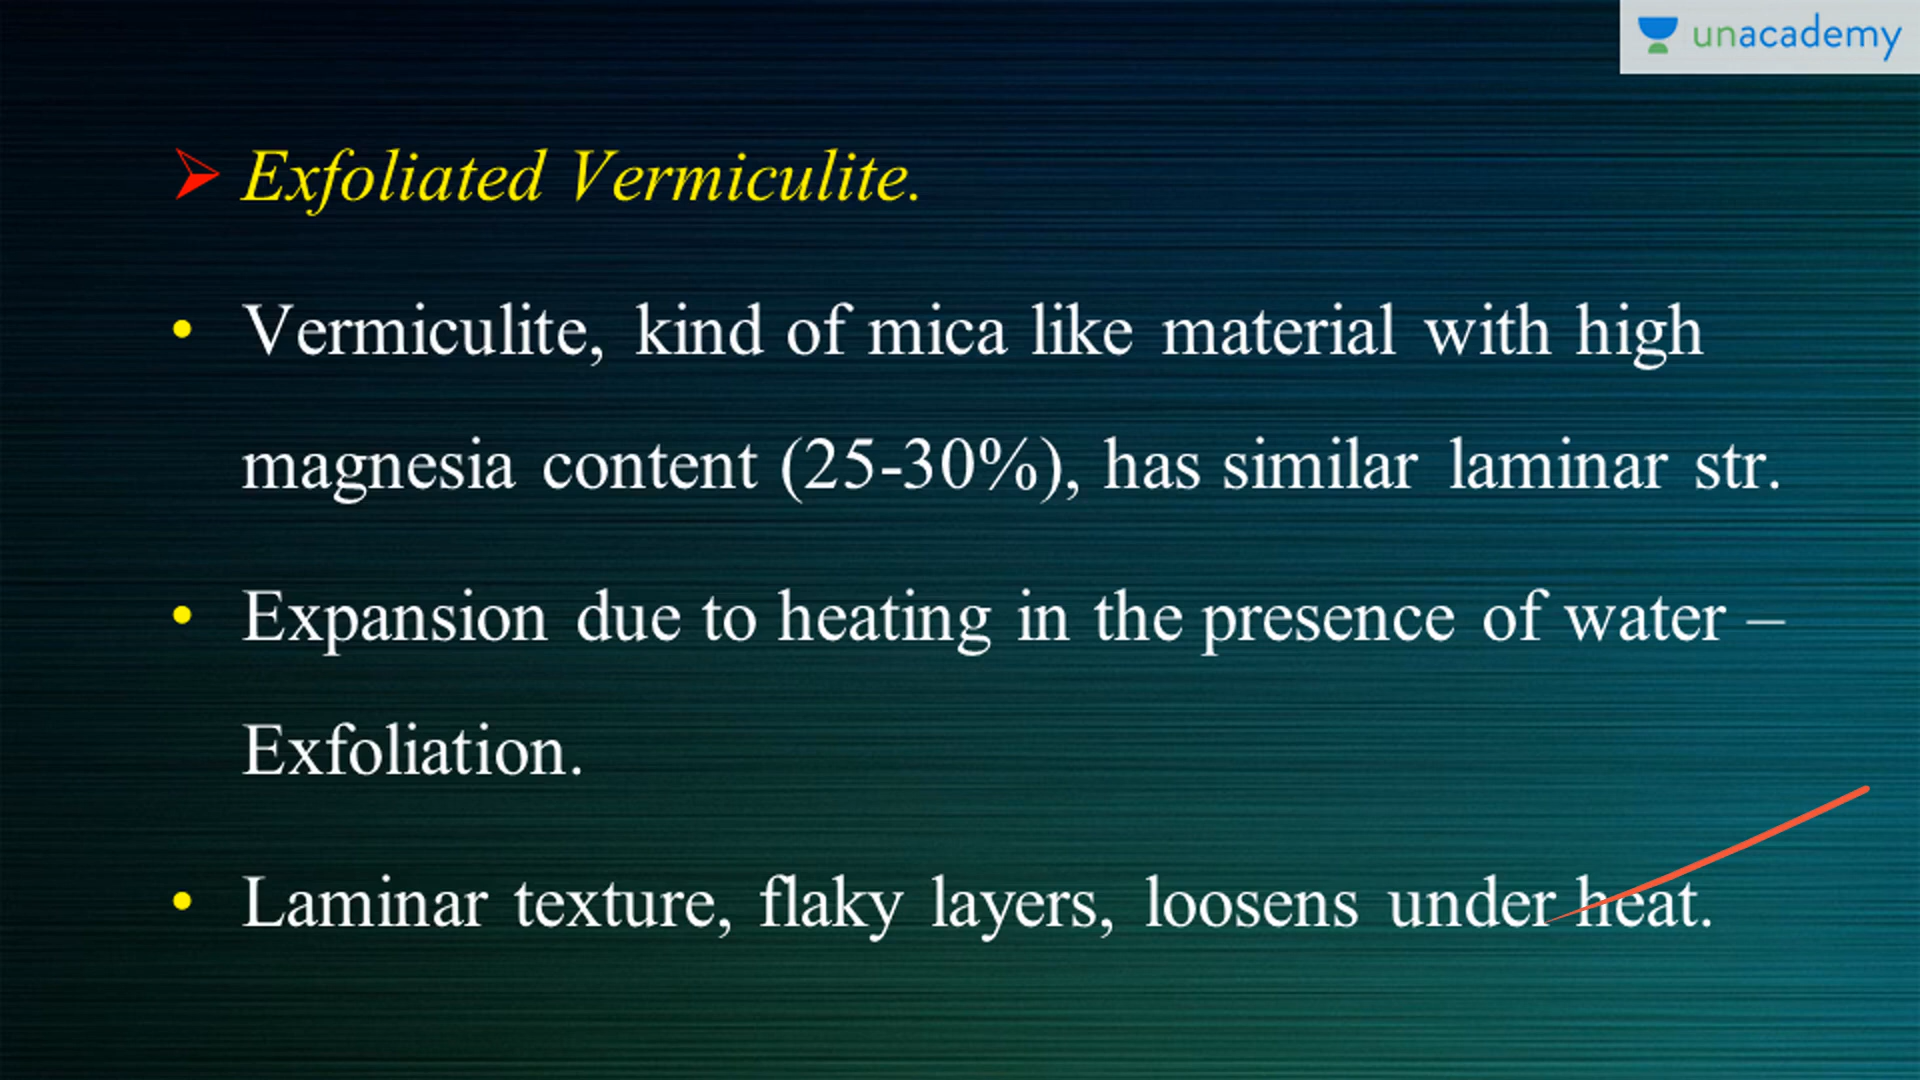 unacademy
Exfoliated Vermiculite.
• Vermiculite, kind of mica like material with high
magnesia content (25-30%), has similar laminar str.
• Expansion due to heating in the presence of water –
Exfoliation.
• Laminar texture, flaky layers, loosens under heat.